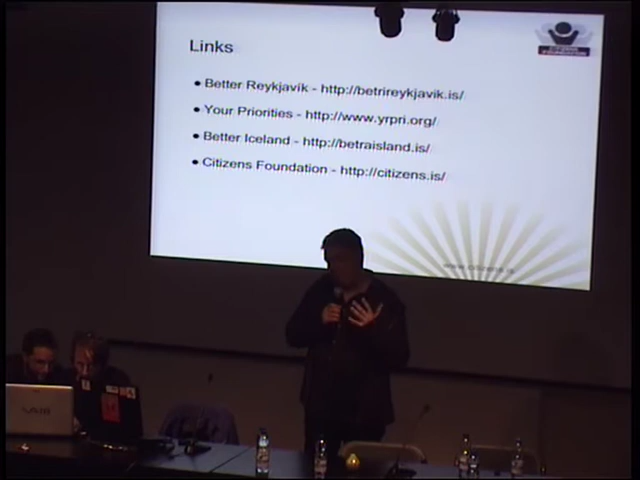 Links
• Better Reykjavík - http://betrireykjavik.is/
• Your Priorities - http://www.yrpri.org/
• Better Iceland - http://betraisland.is/
• Citizens Foundation - http://citizens.is/